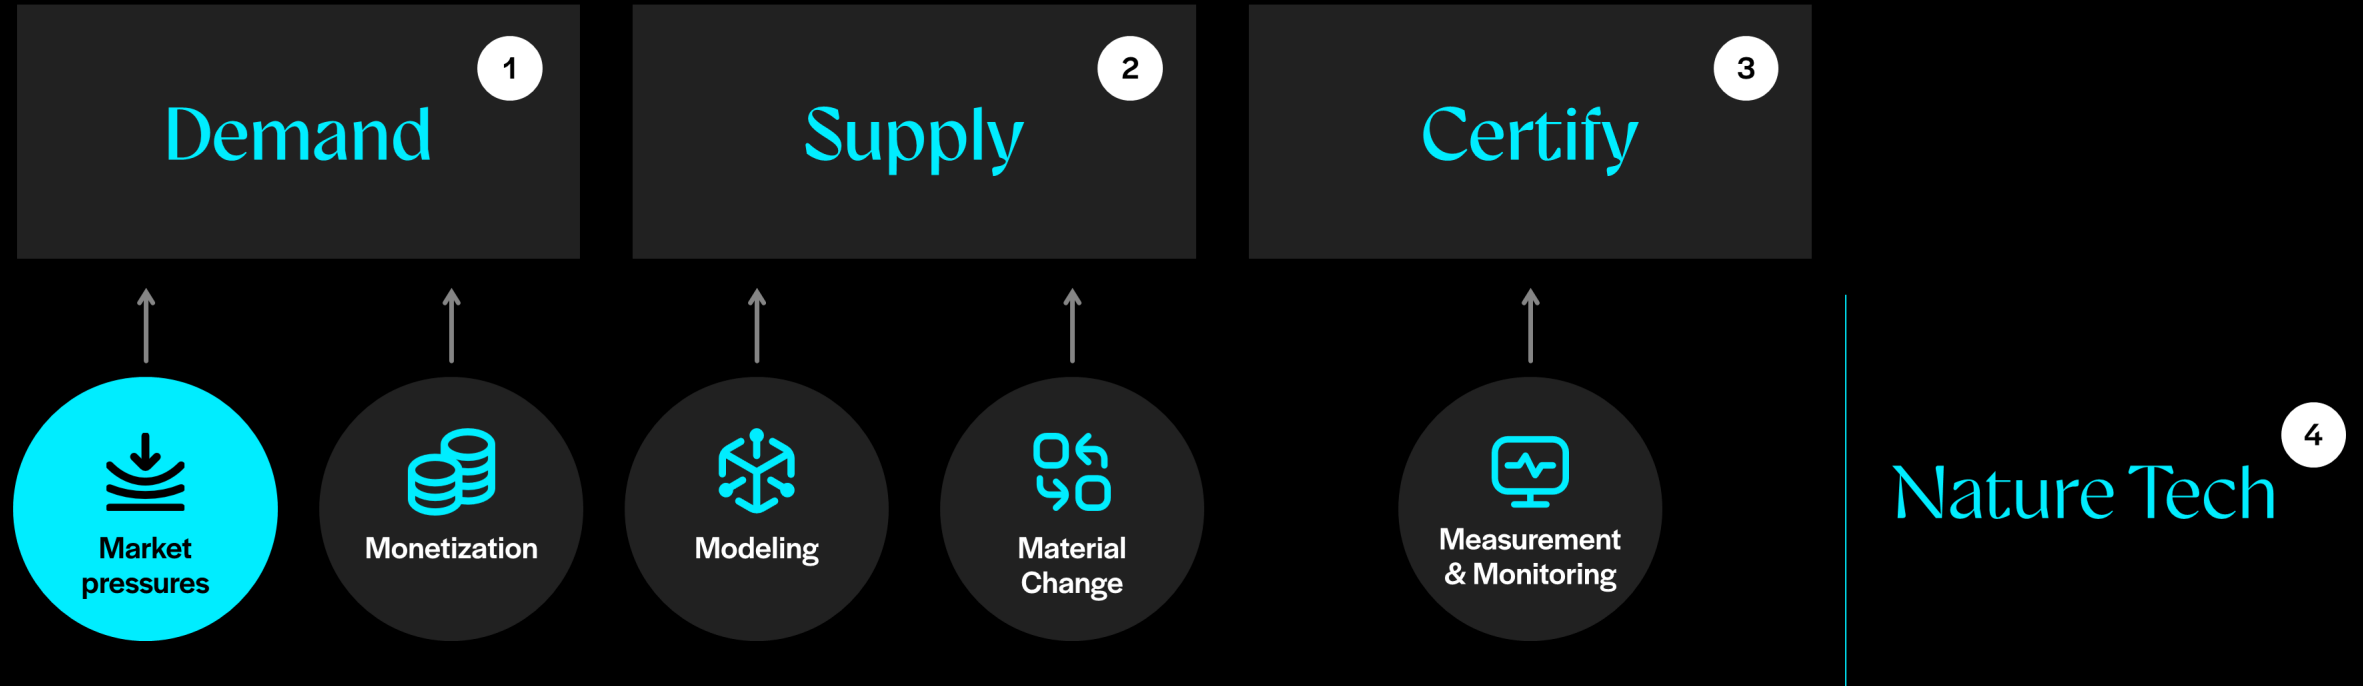 1
Demand
2
Supply
3
Certify
Market
pressures
Monetization
Modeling
Material
Change
Measurement
& Monitoring
4
Nature Tech